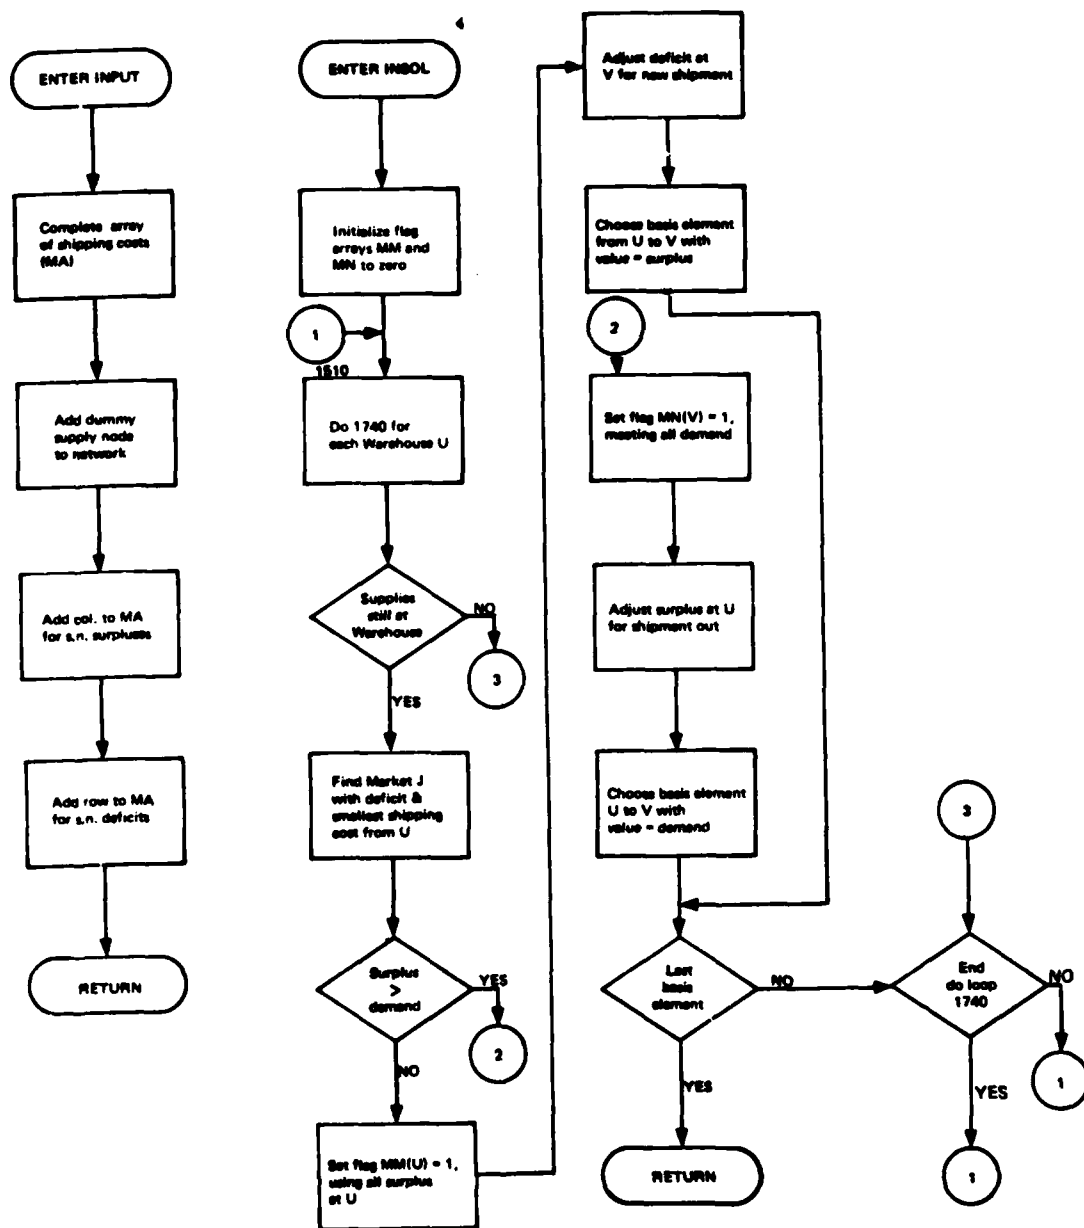 4
ENTER INPUT
Complete array
of shipping costs
(MA)
Add dummy
supply node
to network
Add col. to MA
for s.n. surpluses
Add row to MA
for s.n. deficits
RETURN
ENTER INSOL
Initialize flag
arrays MM and
MN to zero
1
1510
Do 1740 for
each Warehouse U
Supplies
still at
Warehouse
NO
3
YES
Find Market J
with deficit &
smallest shipping
cost from U
Surplus
>
demand
YES
2
NO
Set flag MM(U) = 1,
using all surplus
at U
Adjust deficit at
V for new shipment
Choose basis element
from U to V with
value = surplus
2
Set flag MN(V) = 1,
meeting all demand
Adjust surplus at U
for shipment out
Choose basis element
U to V with
value = demand
Last
basis
element
NO
YES
RETURN
3
End
do loop
1740
NO
1
YES
1